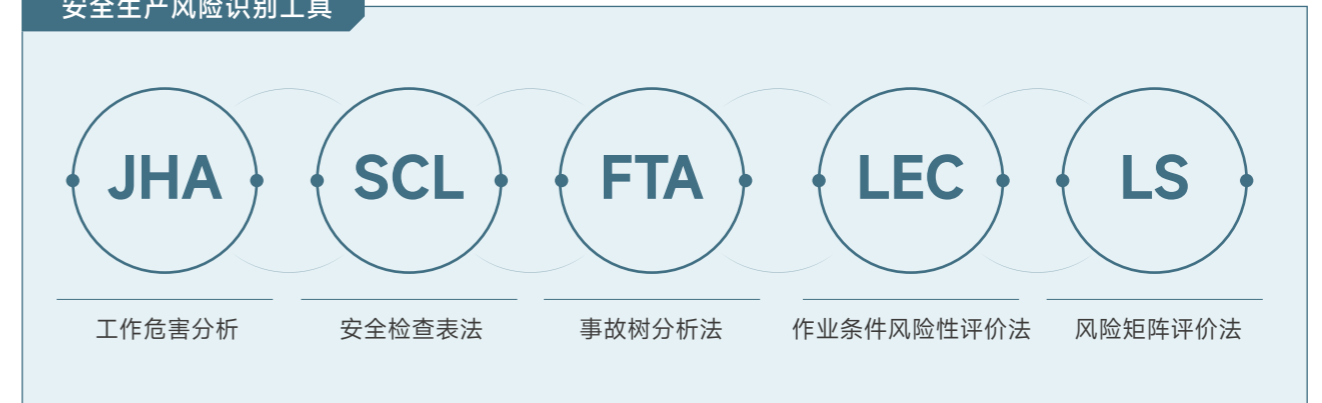 安全生产风险识别工具
JHA
SCL
FTA
LEC
LS
工作危害分析
安全检查表法
事故树分析法
作业条件风险性评价法
风险矩阵评价法